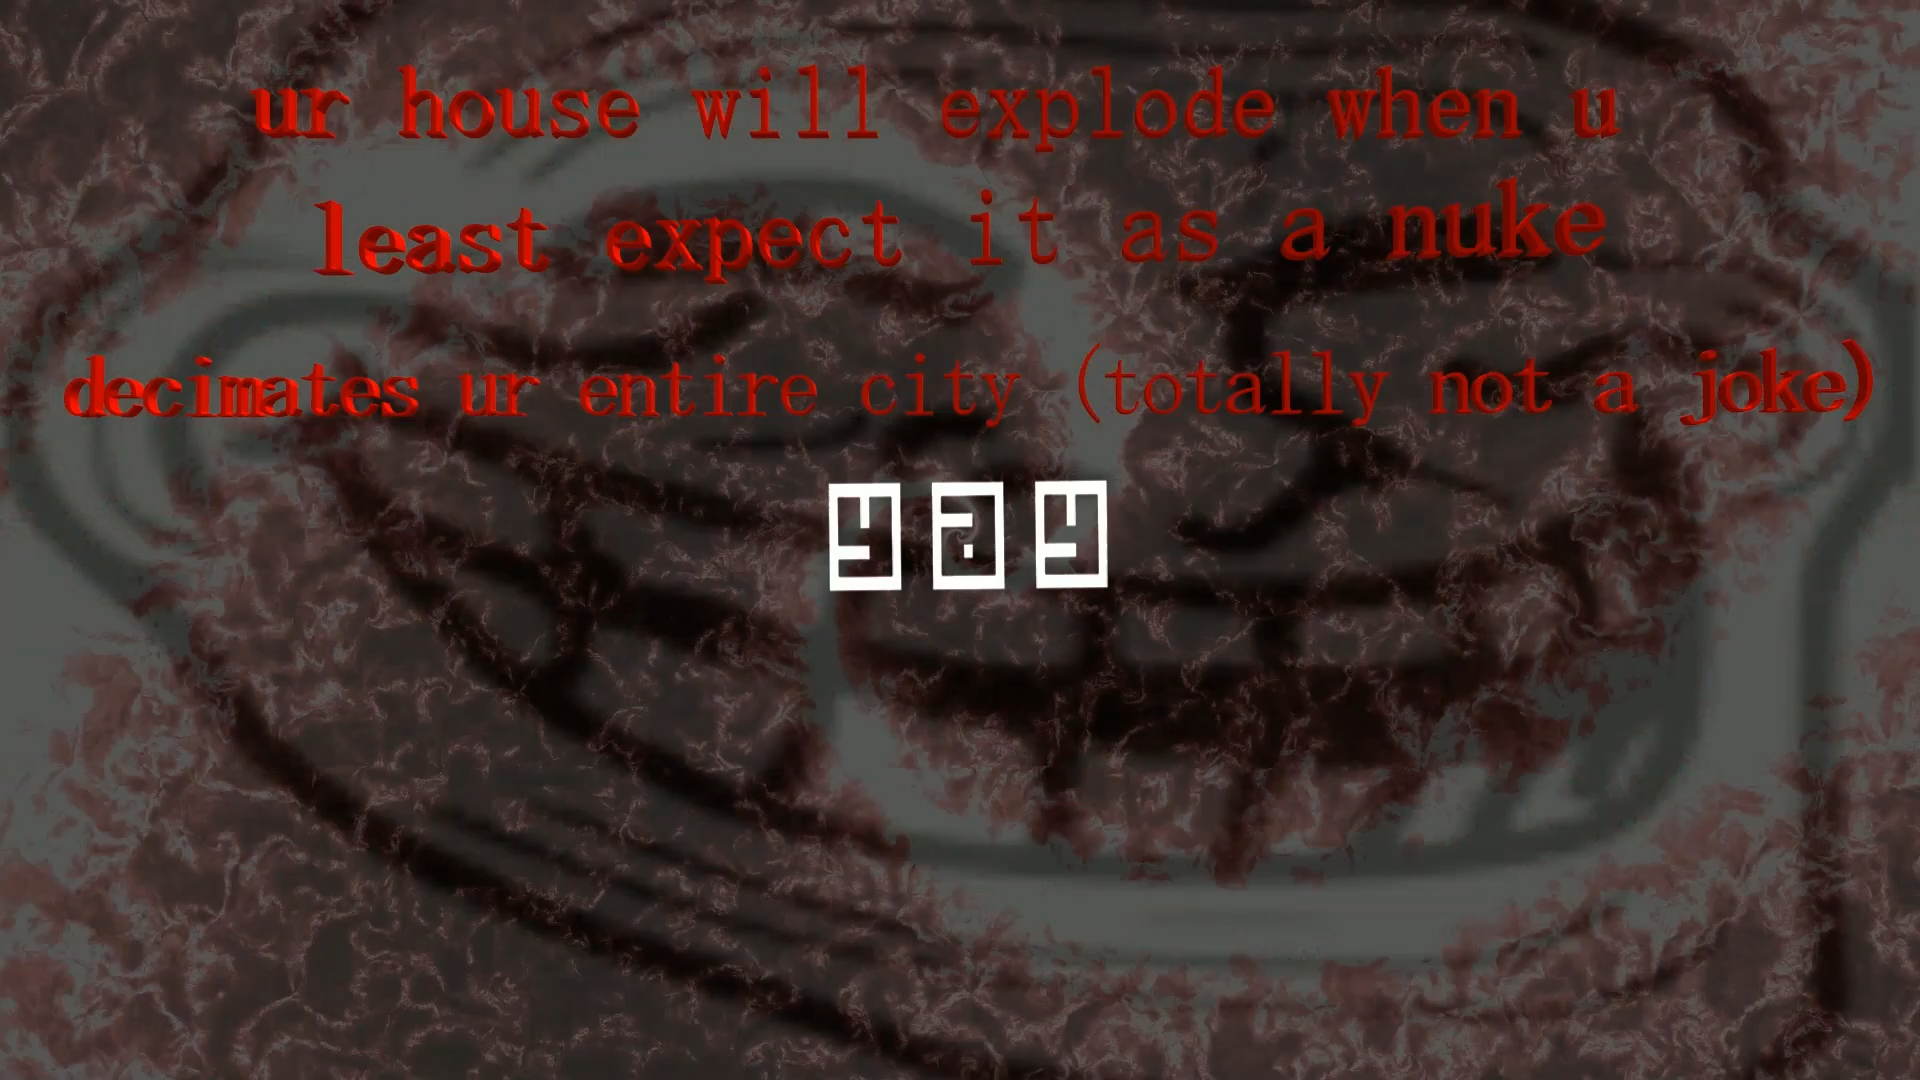 ur house will explode when u
least expect it as a nuke
decimates ur entire city (totally not a joke)
yay